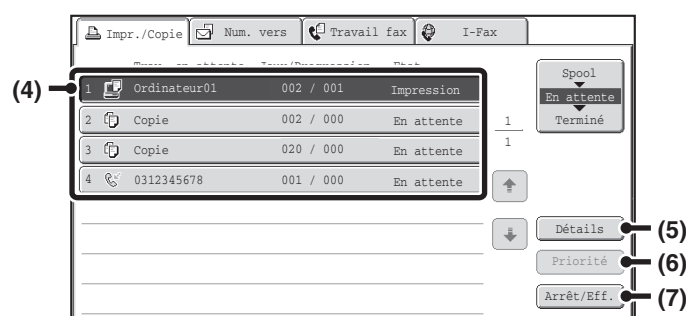 Impr./Copie Num. vers Travail fax I-Fax
Spool
(4) 1 Ordinateur01 002 / 001 Impression
En attente
2 Copie 002 / 000 En attente 1 Terminé
3 Copie 020 / 000 En attente 1
4 0312345678 001 / 000 En attente
Détails (5)
Priorité (6)
Arrêt/Eff. (7)